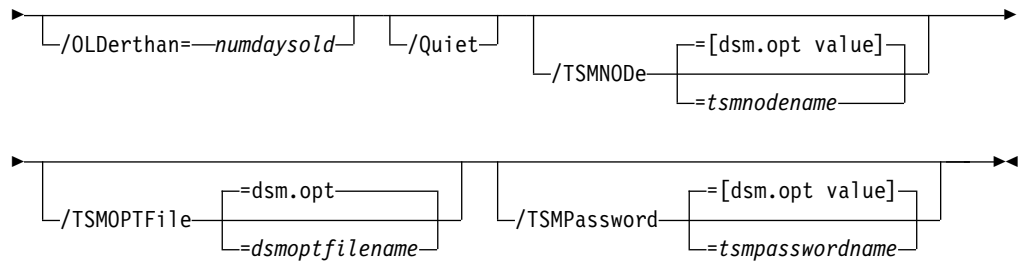 /OLDerthan= numdaysold /Quiet =[dsm.opt value]
/TSMNODe
=tsmnodename
=dsm.opt =[dsm.opt value]
/TSMOPTFile /TSMPassword
=dsmoptfilename =tsmpasswordname